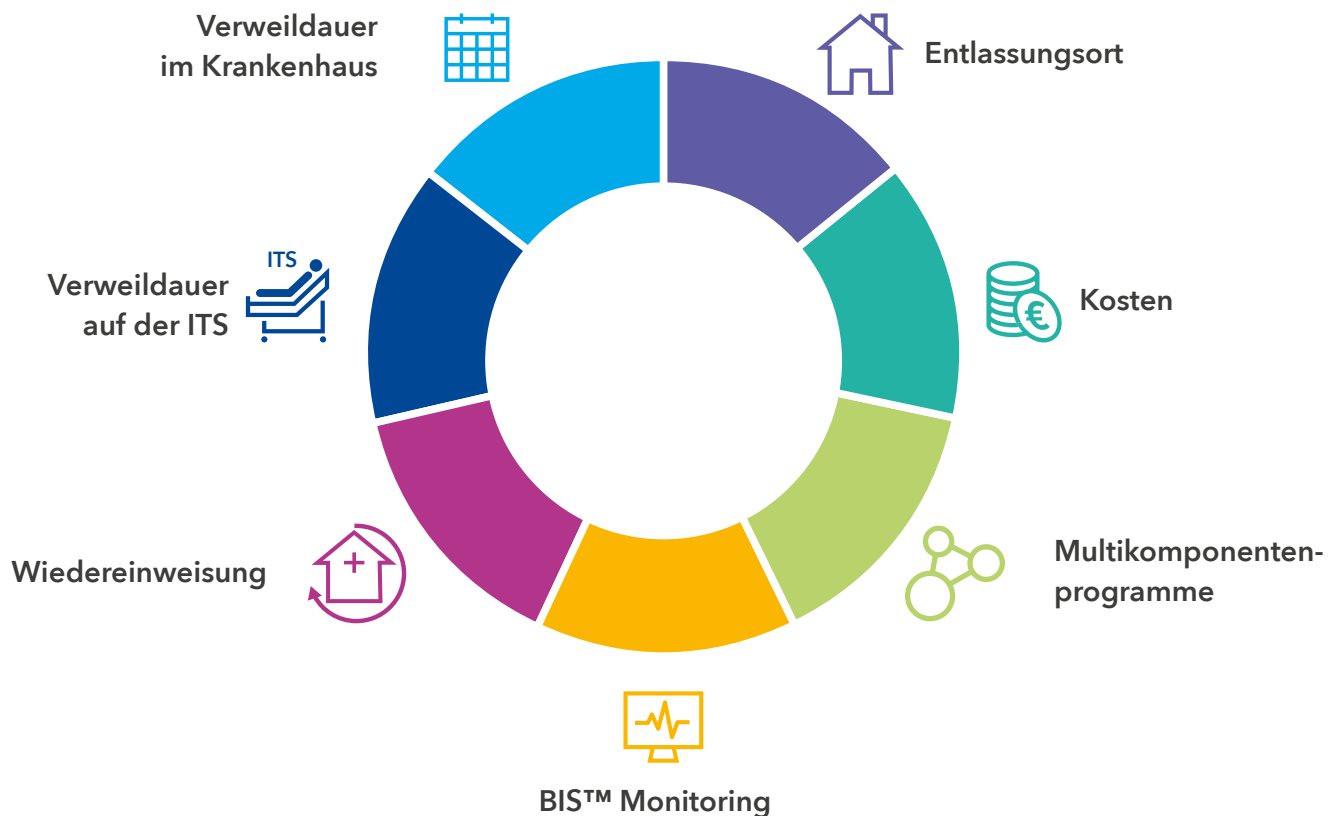 Verweildauer
im Krankenhaus
Entlassungsort
ITS
Verweildauer
auf der ITS
€
Kosten
Wiedereinweisung
Multikomponenten-
programme
BIS™ Monitoring